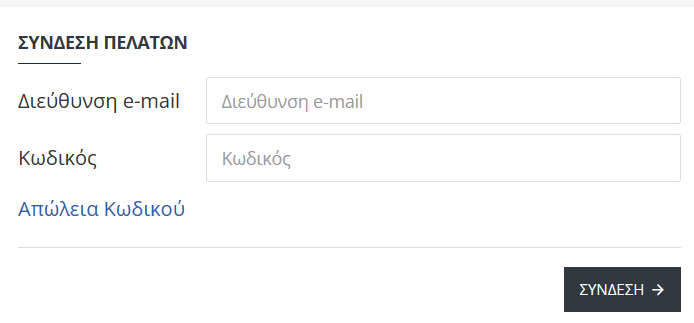 ΣΥΝΔΕΣΗ ΠΕΛΑΤΩΝ
Διεύθυνση e-mail Διεύθυνση e-mail
Κωδικός Κωδικός
Απώλεια Κωδικού
ΣΥΝΔΕΣΗ →